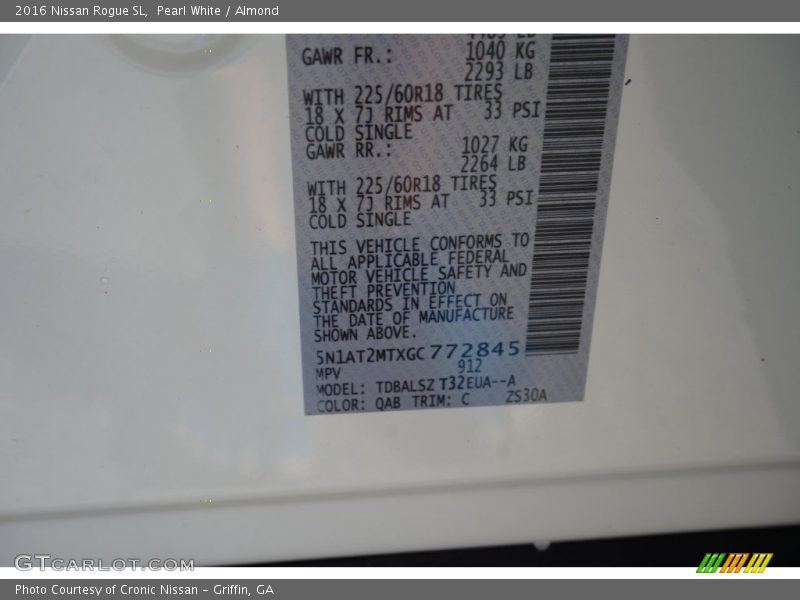 2016 Nissan Rogue SL,  Pearl White / Almond
GAWR FR.: 1040 KG
2293 LB
WITH 225/60R18 TIRES
18 X 7J RIMS AT 33 PSI
COLD SINGLE
GAWR RR.: 1027 KG
2264 LB
WITH 225/60R18 TIRES
18 X 7J RIMS AT 33 PSI
COLD SINGLE
THIS VEHICLE CONFORMS TO
ALL APPLICABLE FEDERAL
MOTOR VEHICLE SAFETY AND
THEFT PREVENTION
STANDARDS IN EFFECT ON
THE DATE OF MANUFACTURE
SHOWN ABOVE.
5N1AT2MTXGC772845
MPV 912
MODEL: TDBALSZ T32EUA--A
COLOR: QAB TRIM: C ZS30A
GTCARLOT.COM
Photo Courtesy of Cronic Nissan – Griffin, GA